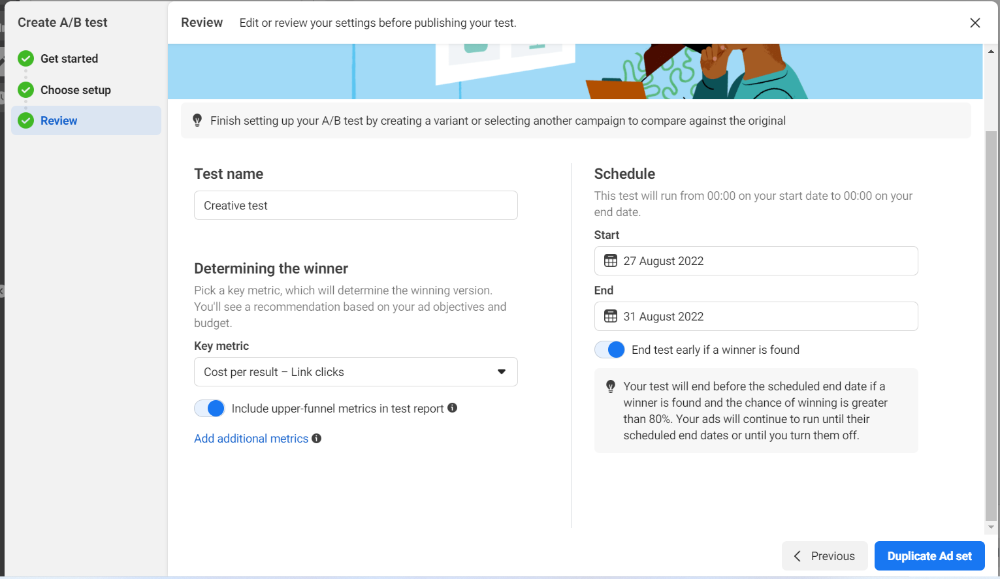 Create A/B test
Get started
Choose setup
Review
Review Edit or review your settings before publishing your test.
Finish setting up your A/B test by creating a variant or selecting another campaign to compare against the original
Test name
Creative test
Determining the winner
Pick a key metric, which will determine the winning version.
You'll see a recommendation based on your ad objectives and
budget.
Key metric
Cost per result – Link clicks
Include upper-funnel metrics in test report
Add additional metrics
Schedule
This test will run from 00:00 on your start date to 00:00 on your
end date.
Start
27 August 2022
End
31 August 2022
End test early if a winner is found
Your test will end before the scheduled end date if a
winner is found and the chance of winning is greater
than 80%. Your ads will continue to run until their
scheduled end dates or until you turn them off.
Previous
Duplicate Ad set